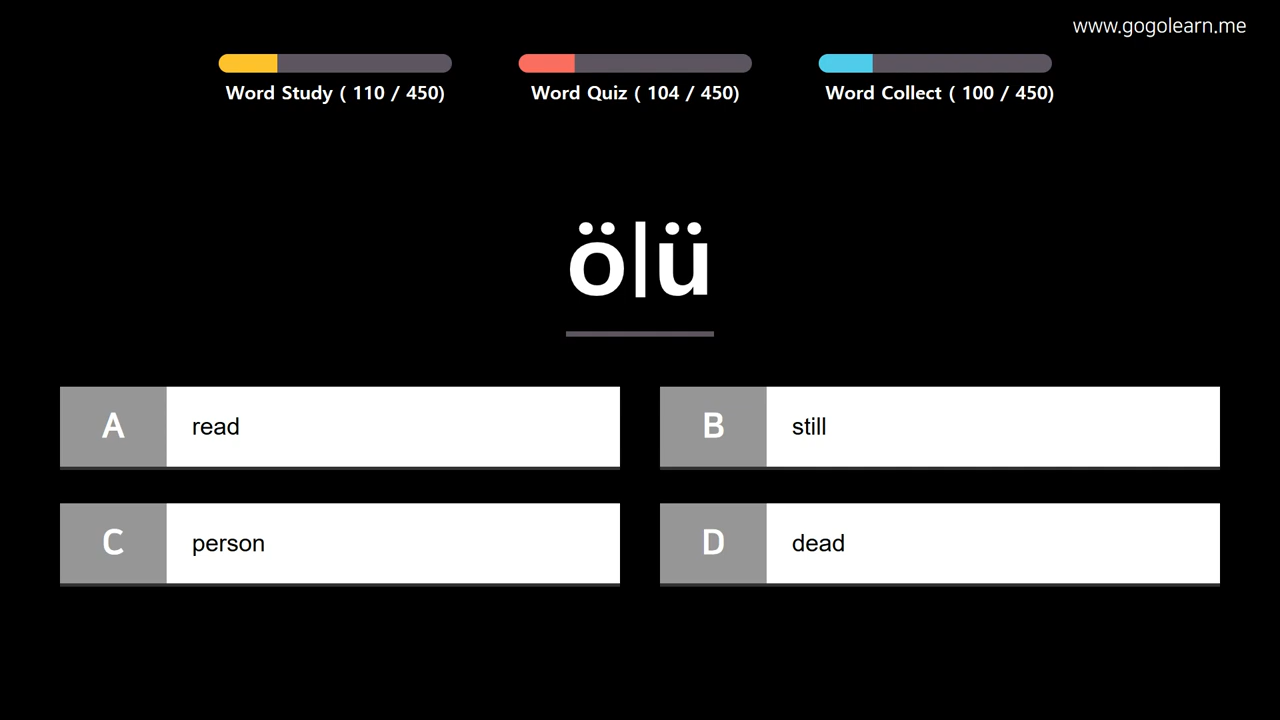 www.gogolearn.me
Word Study ( 110 / 450)
Word Quiz ( 104 / 450)
Word Collect ( 100 / 450)
ölü
A read
B still
C person
D dead